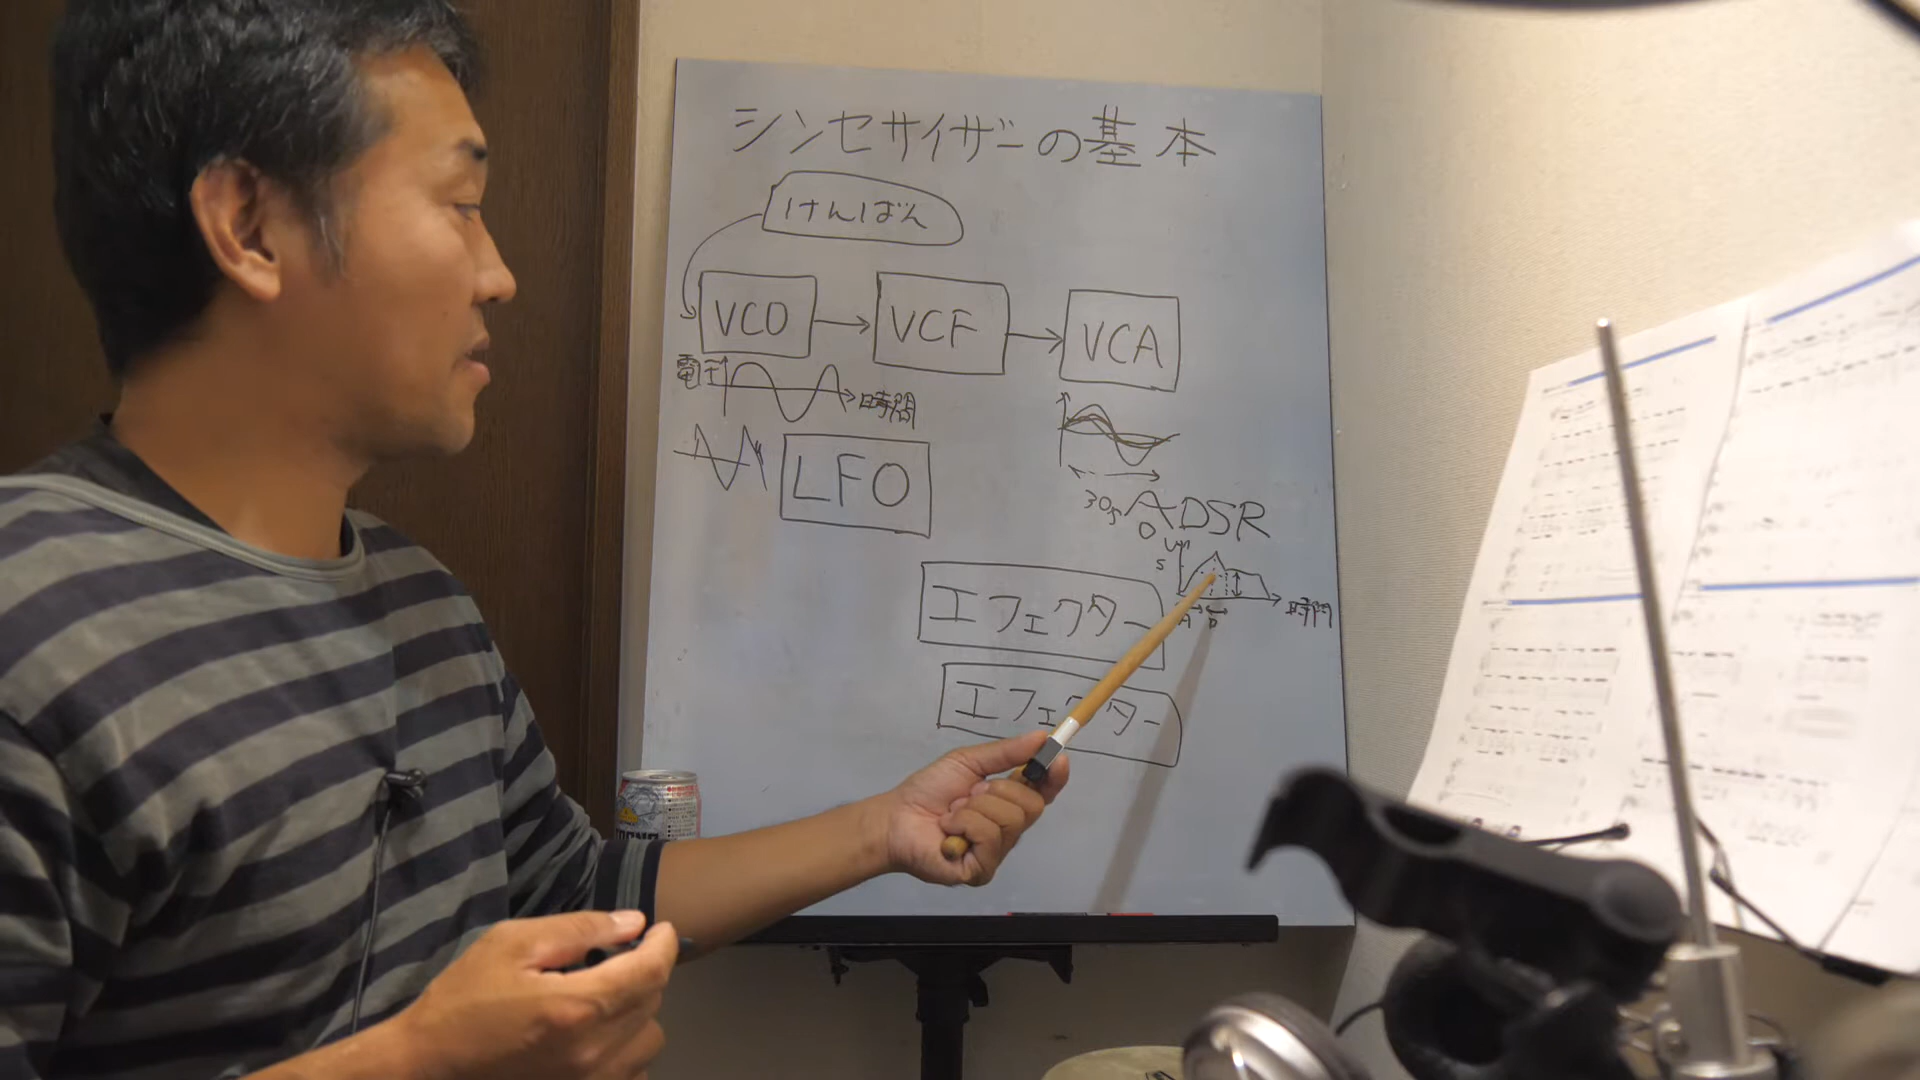 シンセサイザーの基本
けんばん
VCO
VCF
VCA
電圧
時間
LFO
30s
ADSR
時間
A
D
エフェクター
エフェクター